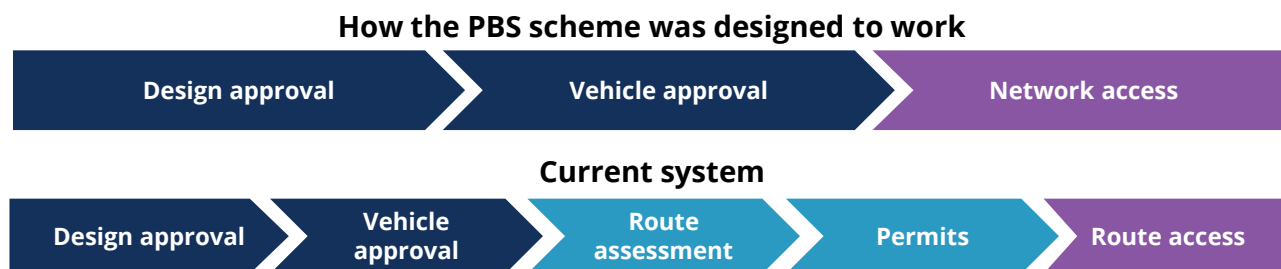 How the PBS scheme was designed to work
Design approval
Vehicle approval
Network access
Current system
Design approval
Vehicle
approval
Route
assessment
Permits
Route access